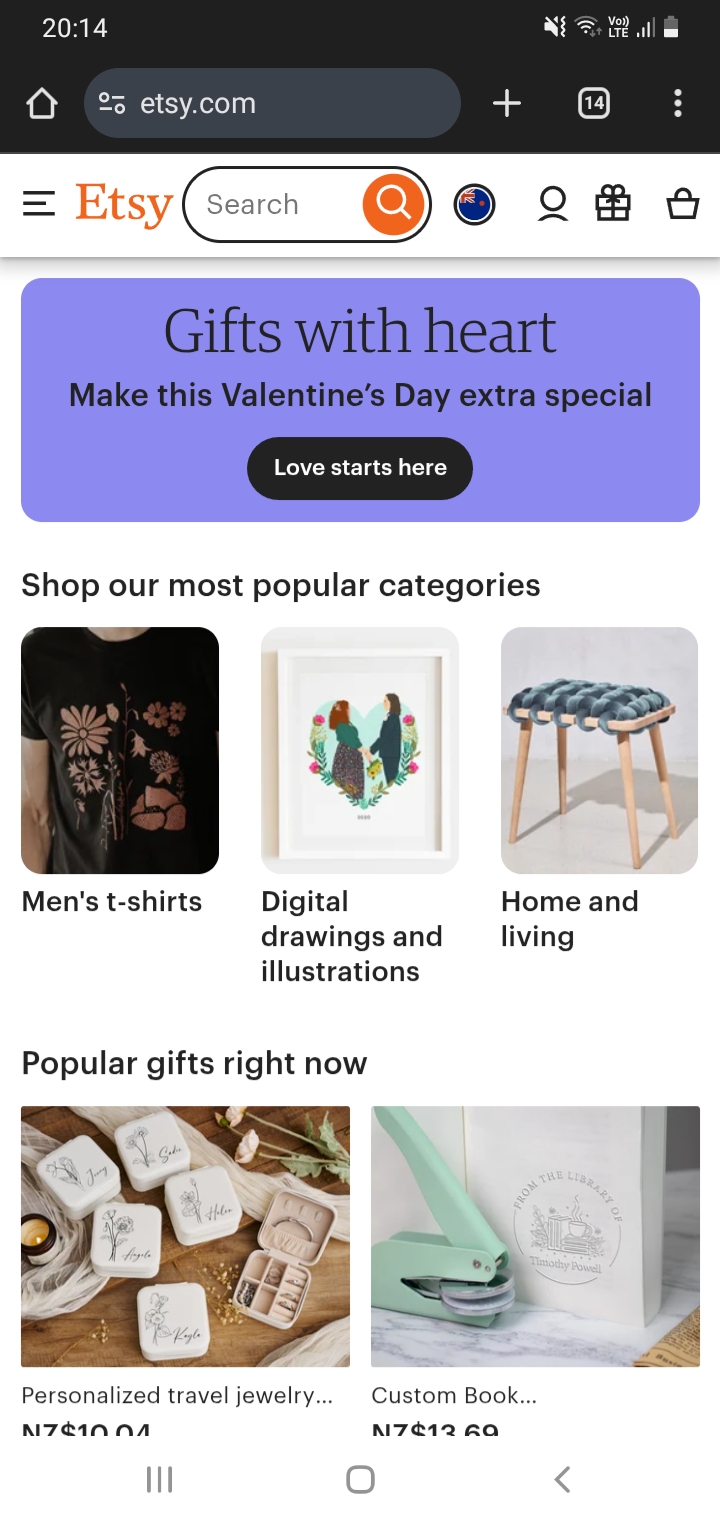 20:14
Vo))
LTE
etsy.com
14
Etsy
Search
Gifts with heart
Make this Valentine's Day extra special
Love starts here
Shop our most popular categories
Men's t-shirts
Digital
drawings and
illustrations
Home and
living
Popular gifts right now
Jenny
Sadie
Helen
Angela
Kayla
FROM THE LIBRARY OF
Timothy Powell
Personalized travel jewelry...
Custom Book...
NZ$10.04
NZ$13.69